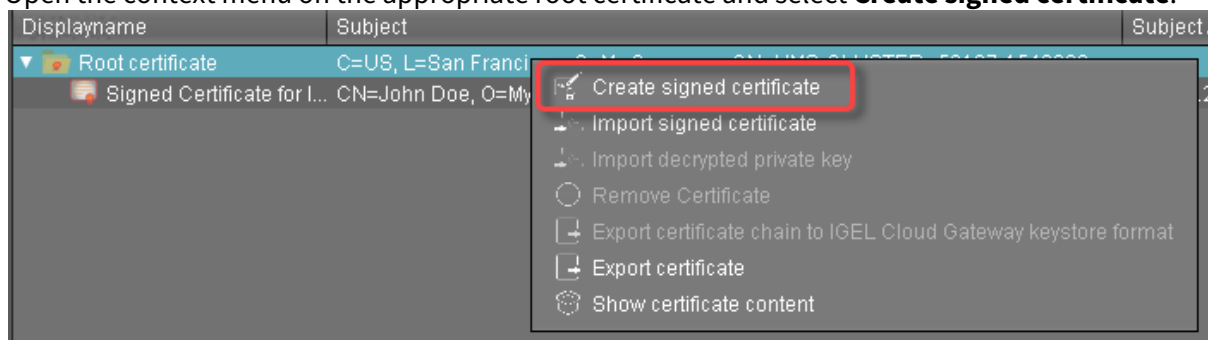 Open the context menu on the appropriate root certificate and select Create signed certificate.
Displayname Subject Subject
Root certificate C=US, L=San Franci
Signed Certificate for I... CN=John Doe, O=My
Create signed certificate
Import signed certificate
Import decrypted private key
Remove Certificate
Export certificate chain to IGEL Cloud Gateway keystore format
Export certificate
Show certificate content